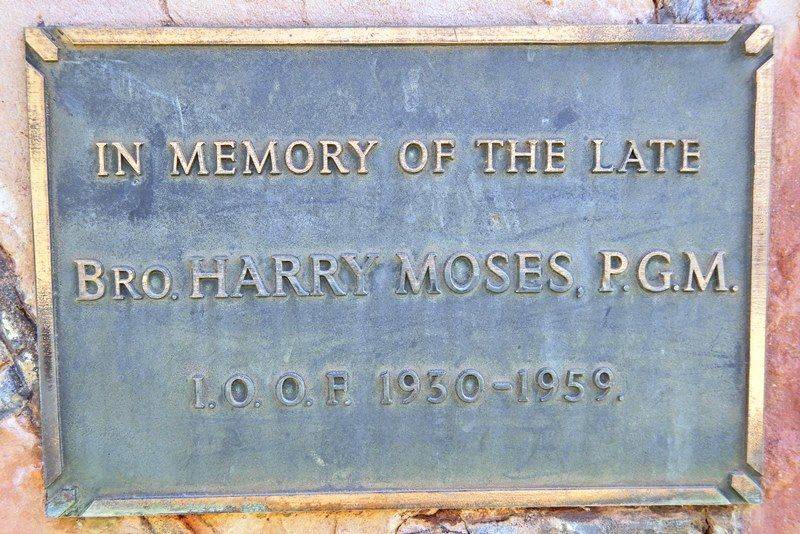 IN MEMORY OF THE LATE
BRO. HARRY MOSES, P.G.M.
I.O.O.F. 1930-1959.